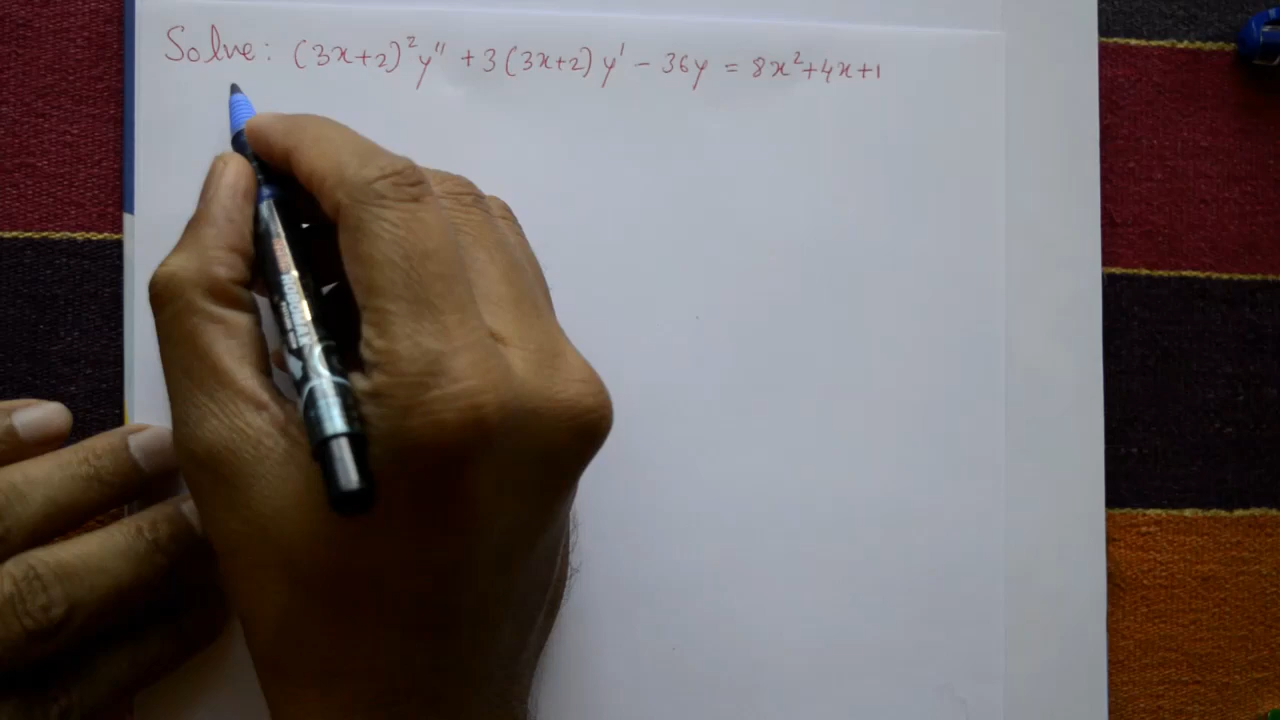 Solve: (3x+2)²y'' + 3(3x+2)y' - 36y = 8x²+4x+1